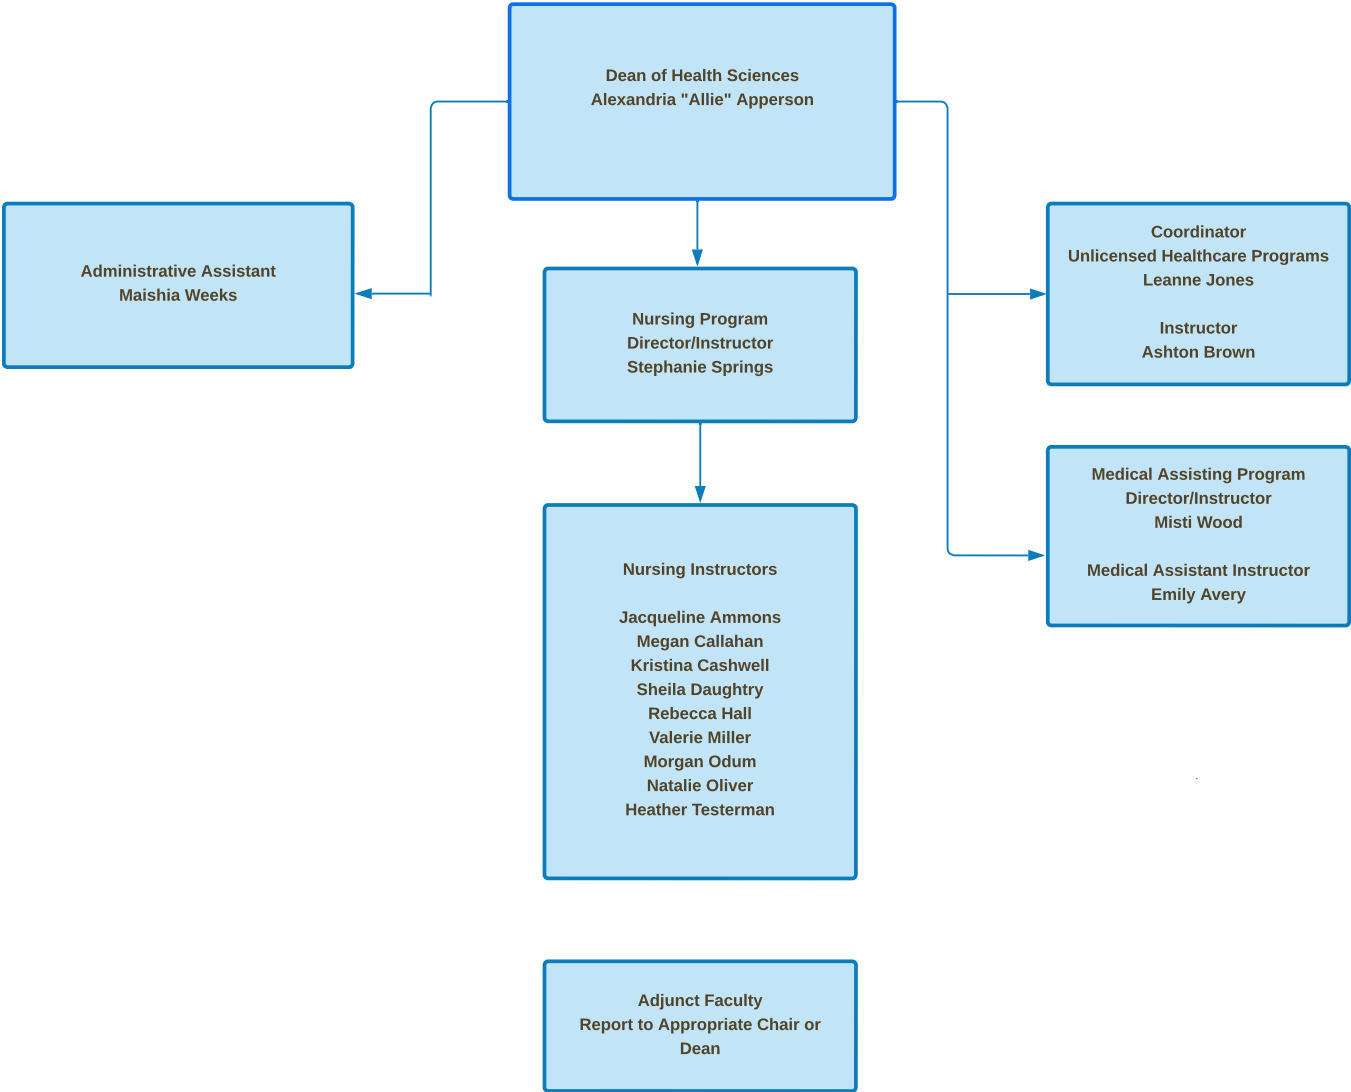 Dean of Health Sciences
Alexandria "Allie" Apperson
Administrative Assistant
Maishia Weeks
Nursing Program
Director/Instructor
Stephanie Springs
Coordinator
Unlicensed Healthcare Programs
Leanne Jones
Instructor
Ashton Brown
Medical Assisting Program
Director/Instructor
Misti Wood
Medical Assistant Instructor
Emily Avery
Nursing Instructors
Jacqueline Ammons
Megan Callahan
Kristina Cashwell
Sheila Daughtry
Rebecca Hall
Valerie Miller
Morgan Odum
Natalie Oliver
Heather Testerman
Adjunct Faculty
Report to Appropriate Chair or
Dean